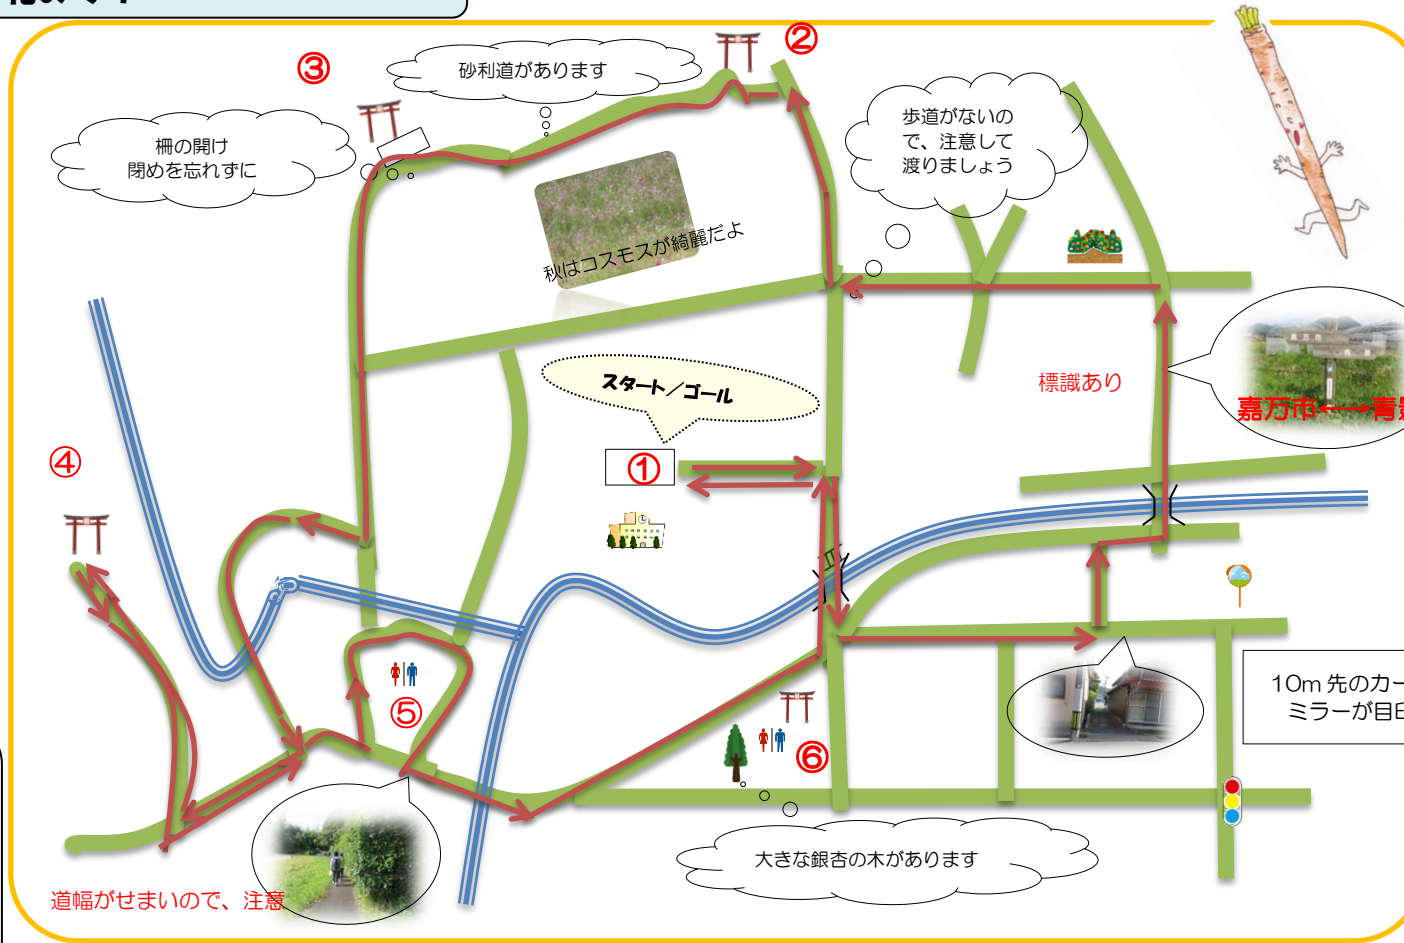 ②
③
砂利道があります
柵の開け
閉めを忘れずに
歩道がないの
で、注意して
渡りましょう
秋はコスモスが綺麗だよ
スタート／ゴール
標識あり
嘉万市←→青
④
①
⑤
⑥
10m 先のカー
ミラーが目印
大きな銀杏の木があります
道幅がせまいので、注意